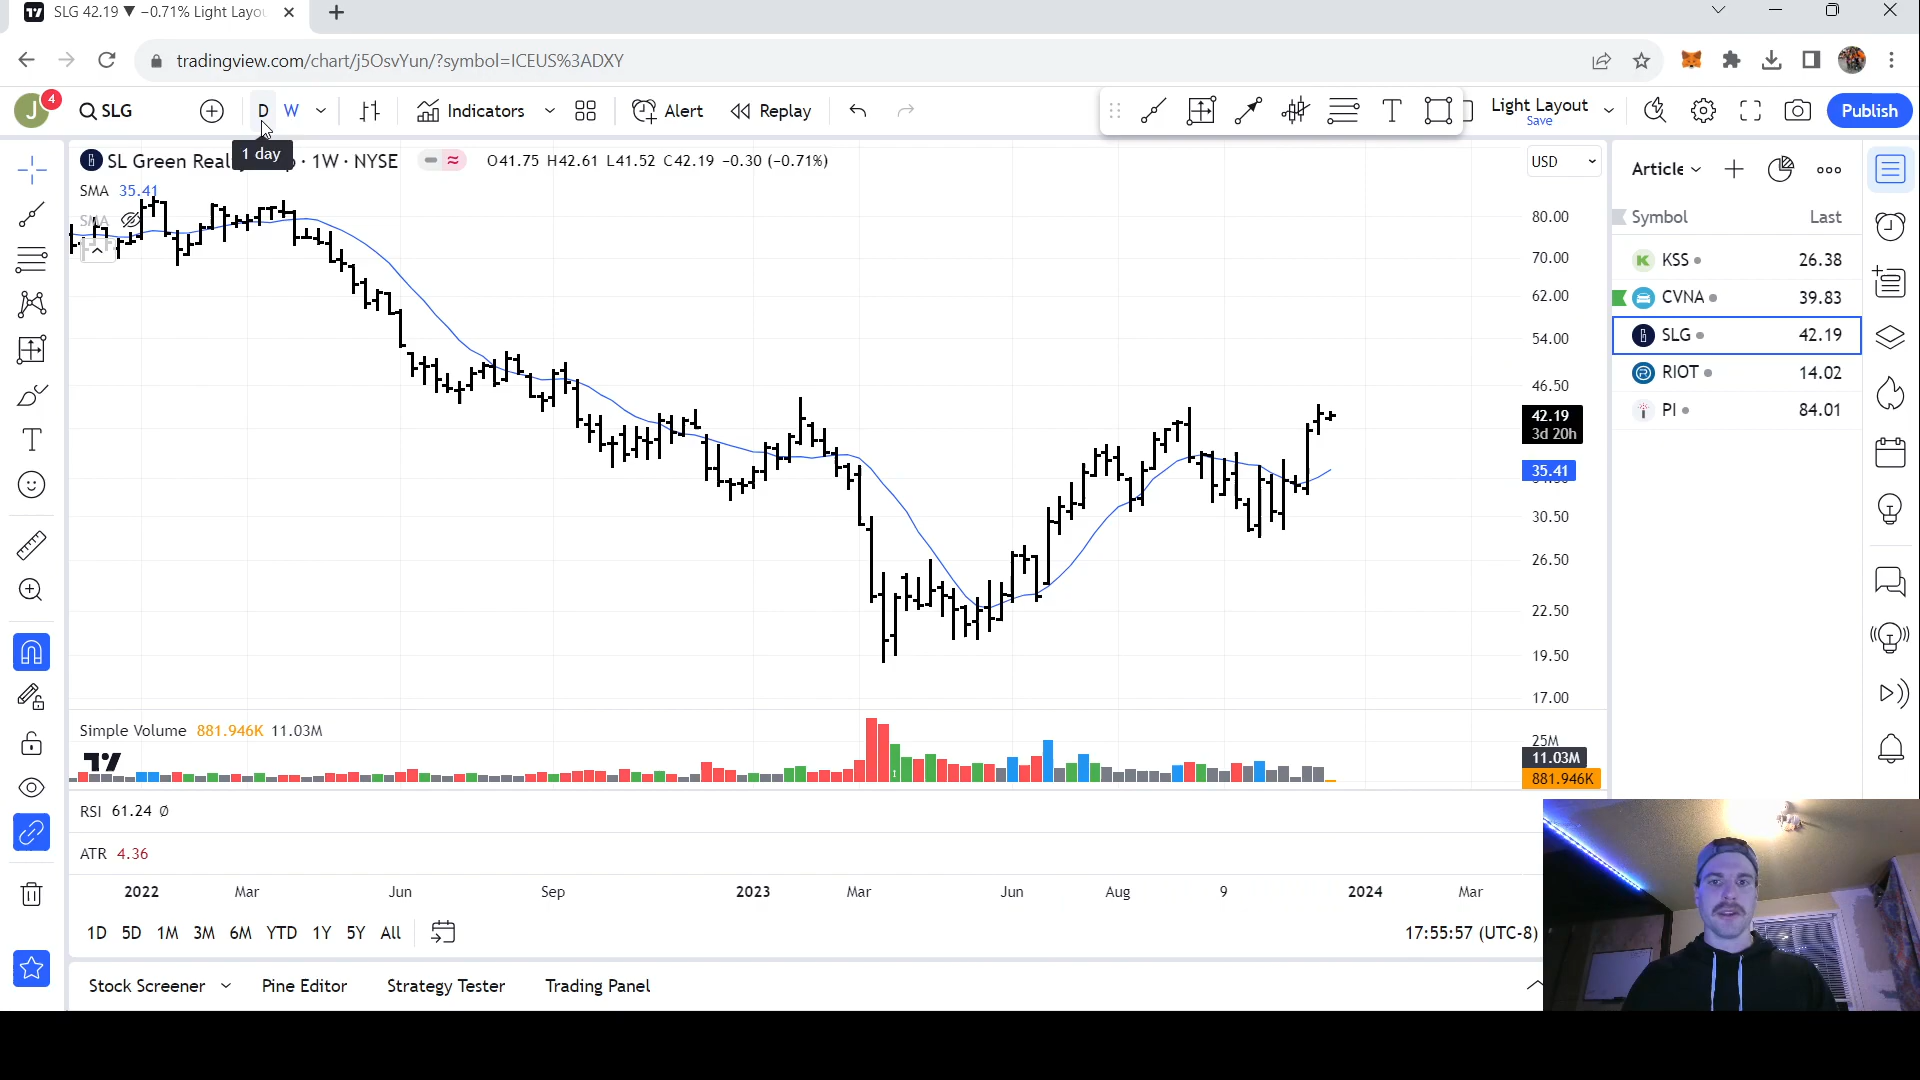 SLG 42.19 ▼ −0.71% Light Layou
tradingview.com/chart/j5OsvYun/?symbol=ICEUS%3ADXY
J
4
SLG
D
W
Indicators
Alert
Replay
Light Layout
Save
Publish
1 day
SL Green Real
· 1W · NYSE
O41.75 H42.61 L41.52 C42.19 −0.30 (−0.71%)
SMA 35.41
SMA
USD
80.00
70.00
62.00
54.00
46.50
42.19
3d 20h
35.41
30.50
26.50
22.50
19.50
17.00
Article
Symbol Last
KSS 26.38
CVNA 39.83
SLG 42.19
RIOT 14.02
PI 84.01
Simple Volume 881.946K 11.03M
25M
11.03M
881.946K
RSI 61.24 Ø
ATR 4.36
2022 Mar Jun Sep 2023 Mar Jun Aug 9 2024 Mar
1D 5D 1M 3M 6M YTD 1Y 5Y All
17:55:57 (UTC-8)
Stock Screener Pine Editor Strategy Tester Trading Panel